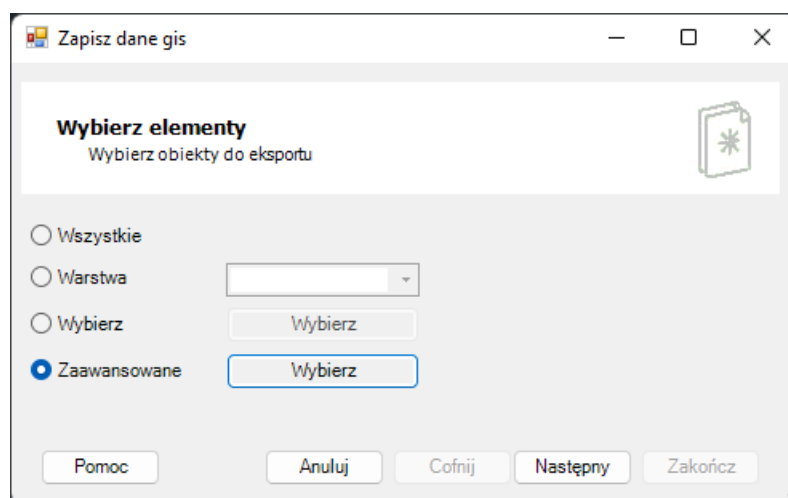 Zapisz dane gis
Wybierz elementy
Wybierz obiekty do eksportu
Wszystkie
Warstwa
Wybierz Wybierz
Zaawansowane Wybierz
Pomoc Anuluj Cofnij Następny Zakończ